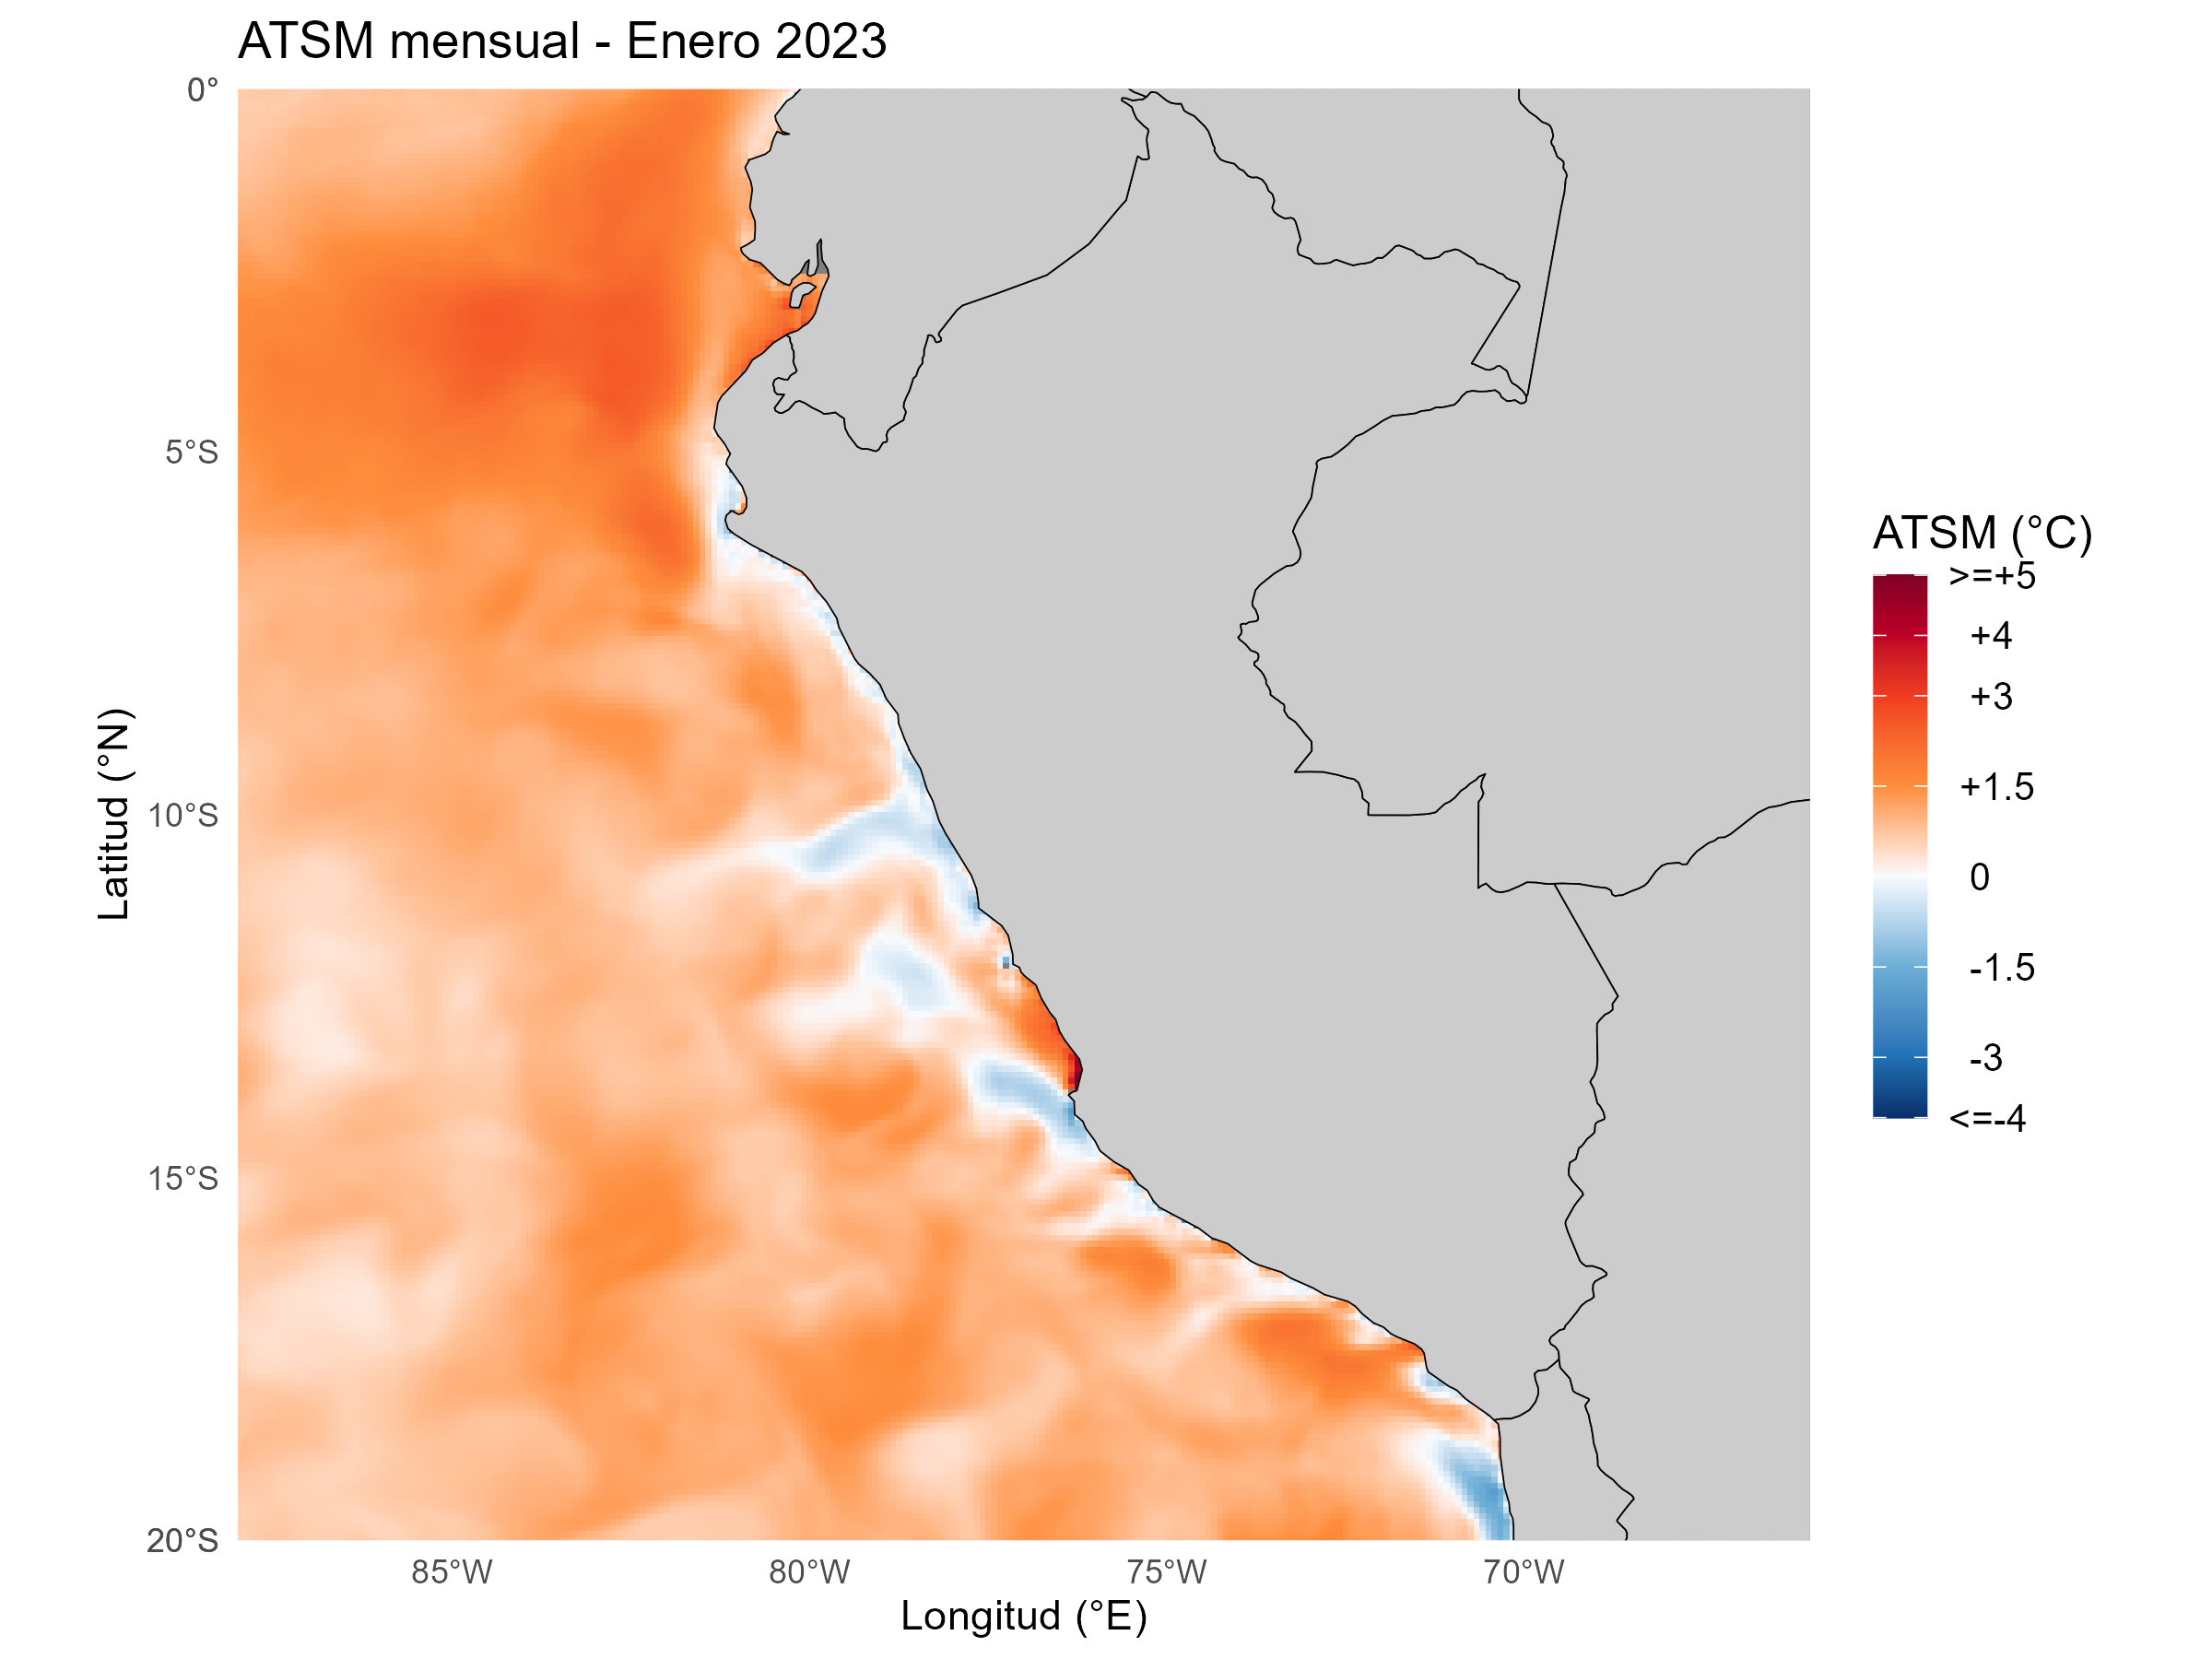 ATSM mensual - Enero 2023
0°
5°S
10°S
15°S
20°S
Latitud (°N)
85°W
80°W
75°W
70°W
Longitud (°E)
ATSM (°C)
>=+5
+4
+3
+1.5
0
-1.5
-3
<=-4